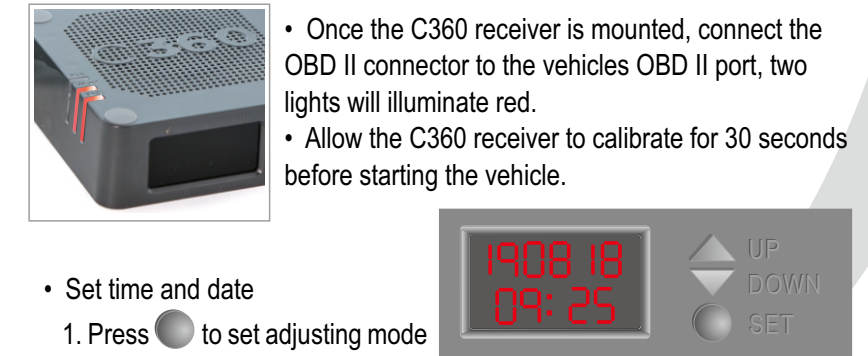 C360
• Once the C360 receiver is mounted, connect the
OBD II connector to the vehicles OBD II port, two
lights will illuminate red.
• Allow the C360 receiver to calibrate for 30 seconds
before starting the vehicle.
190818
09:25
UP
DOWN
SET
• Set time and date
1. Press to set adjusting mode